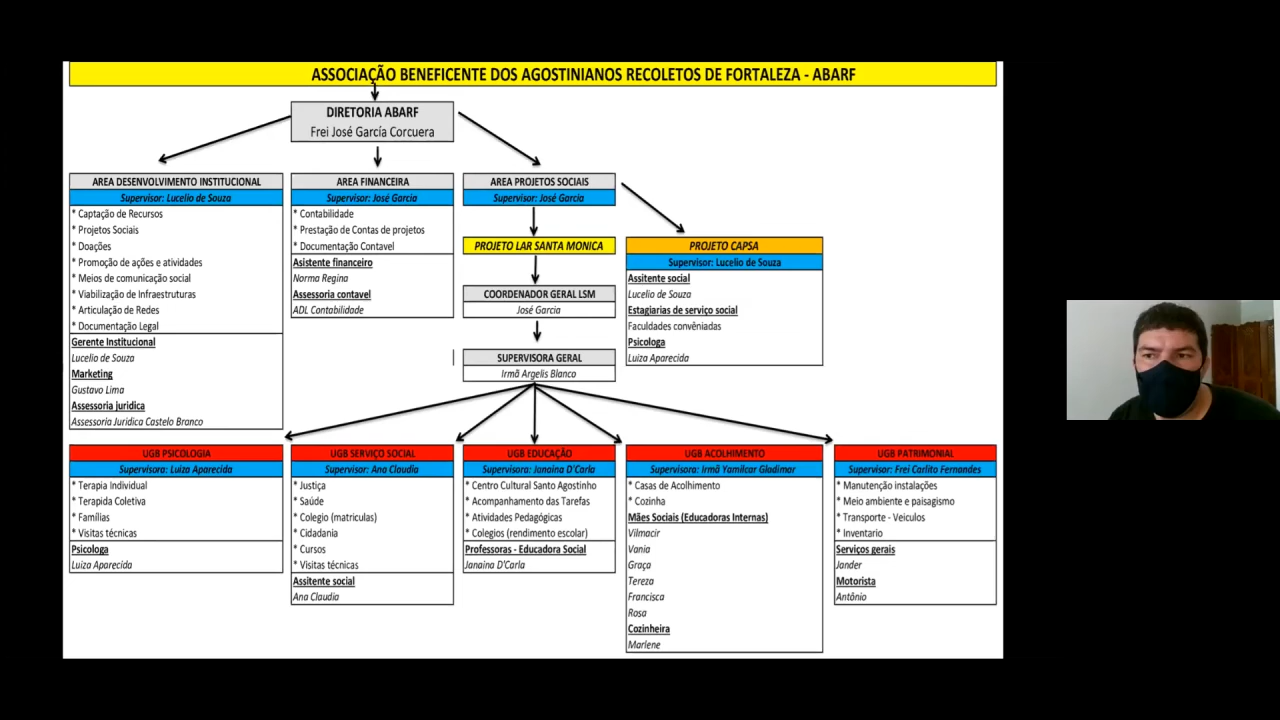 ASSOCIAÇÃO BENEFICENTE DOS AGOSTINIANOS RECOLETOS DE FORTALEZA - ABARF
DIRETORIA ABARF
Frei José García Corcuera
AREA DESENVOLVIMENTO INSTITUCIONAL
Supervisor: Lucelio de Souza
* Captação de Recursos
* Projetos Sociais
* Doações
* Promoção de ações e atividades
* Meios de comunicação social
* Viabilização de Infraestruturas
* Articulação de Redes
* Documentação Legal
Gerente Institucional
Lucelio de Souza
Marketing
Gustavo Lima
Assessoria juridica
Assessoria Juridica Castelo Branco
AREA FINANCEIRA
Supervisor: José Garcia
* Contabilidade
* Prestação de Contas de projetos
* Documentação Contavel
Asistente financeiro
Norma Regina
Assessoria contavel
ADL Contabilidade
AREA PROJETOS SOCIAIS
Supervisor: José Garcia
PROJETO LAR SANTA MONICA
COORDENADOR GERAL LSM
José Garcia
SUPERVISORA GERAL
Irmã Argelis Blanco
PROJETO CAPSA
Supervisor: Lucelio de Souza
Assitente social
Lucelio de Souza
Estagiarias de serviço social
Faculdades convêniadas
Psicologa
Luiza Aparecida
UGB PSICOLOGIA
Supervisora: Luiza Aparecida
* Terapia Individual
* Terapida Coletiva
* Famílias
* Visitas técnicas
Psicologa
Luiza Aparecida
UGB SERVIÇO SOCIAL
Supervisor: Ana Claudia
* Justiça
* Saúde
* Colegio (matriculas)
* Cidadania
* Cursos
* Visitas técnicas
Assitente social
Ana Claudia
UGB EDUCAÇÃO
Supervisora: Janaina D'Carla
* Centro Cultural Santo Agostinho
* Acompanhamento das Tarefas
* Atividades Pedagógicas
* Colegios (rendimento escolar)
Professoras - Educadora Social
Janaina D'Carla
UGB ACOLHIMENTO
Supervisora: Irmã Yamilcar Gladimar
* Casas de Acolhimento
* Cozinha
Mães Sociais (Educadoras Internas)
Vilmacir
Vania
Graça
Tereza
Francisca
Rosa
Cozinheira
Marlene
UGB PATRIMONIAL
Supervisor: Frei Carlito Fernandes
* Manutenção instalações
* Meio ambiente e paisagismo
* Transporte - Veiculos
* Inventario
Serviços gerais
Jander
Motorista
Antônio